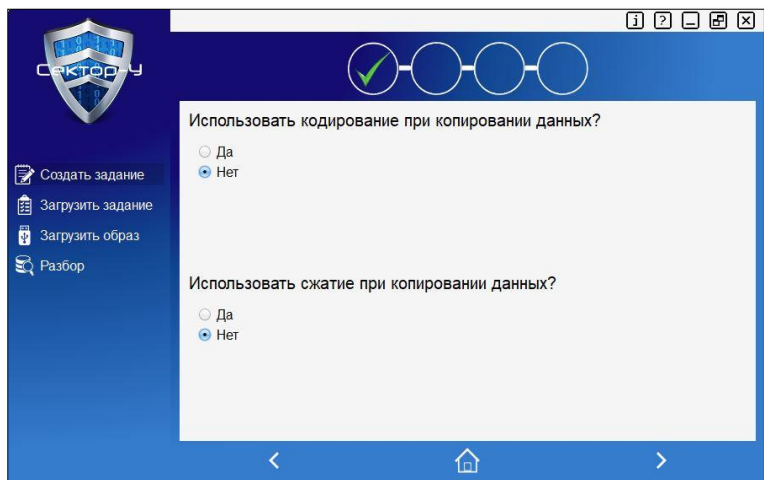 Сектор-У
Создать задание
Загрузить задание
Загрузить образ
Разбор
Использовать кодирование при копировании данных?
Да
Нет
Использовать сжатие при копировании данных?
Да
Нет